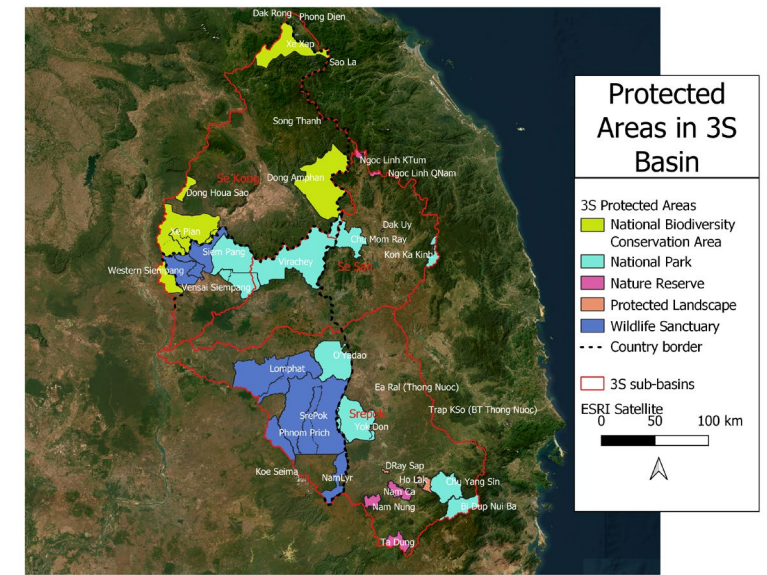 Dak Rong
Phong Dien
Xe Xap
Sao La
Song Thanh
Ngoc Linh KTum
Ngoc Linh QNam
Se Kong
Dong Amphan
Dong Houa Sao
Dak Uy
Xe Pian
Chu Mom Ray
Siem Pang
Kon Ka Kinh
Virachey
Se San
Western Siempang
Vensai Siempang
O'Yadao
Lomphat
Ea Ral (Thong Nuoc)
Trap KSo (BT Thong Nuoc)
SrePok
Srepok
Yok Don
Phnom Prich
DRay Sap
Koe Seima
NamLyr
Ho Lak
Chu Yang Sin
Nam Ca
Nam Nung
Bi Dup Nui Ba
Ta Dung
Protected
Areas in 3S
Basin
3S Protected Areas
National Biodiversity
Conservation Area
National Park
Nature Reserve
Protected Landscape
Wildlife Sanctuary
Country border
3S sub-basins
ESRI Satellite
0 50 100 km